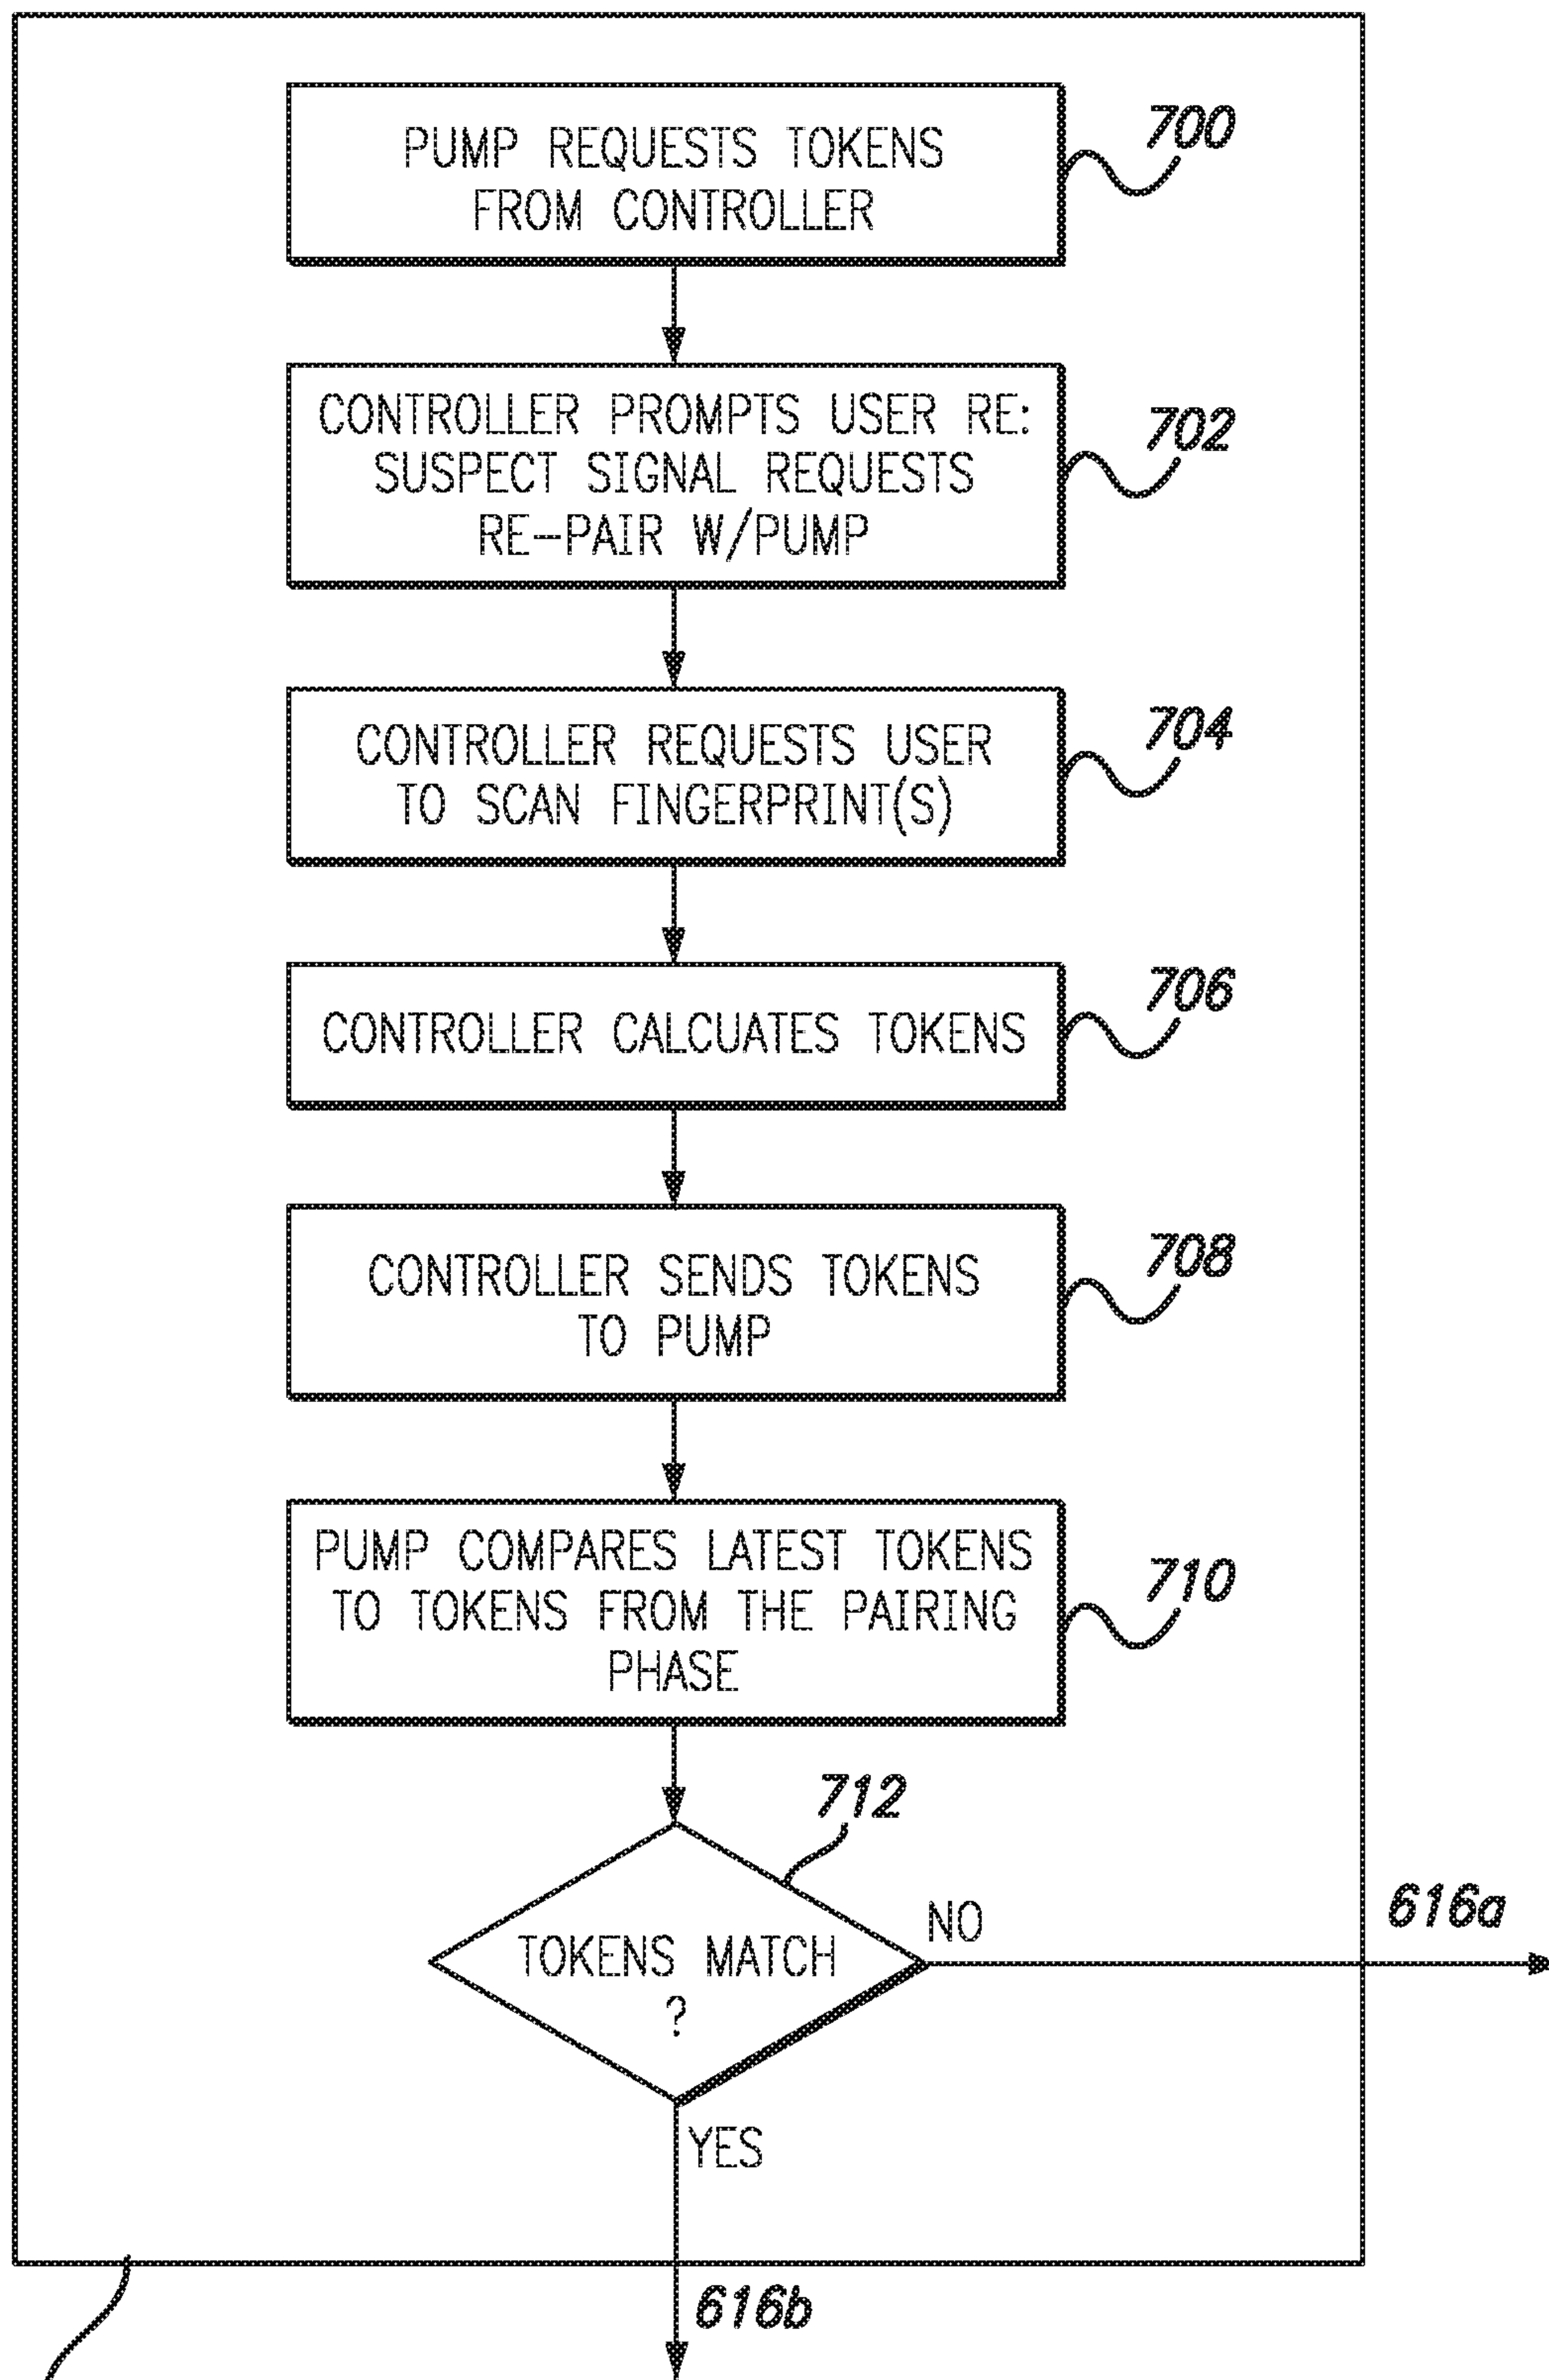 PUMP REQUESTS TOKENS
FROM CONTROLLER
700
CONTROLLER PROMPTS USER RE:
SUSPECT SIGNAL REQUESTS
RE-PAIR W/PUMP
702
CONTROLLER REQUESTS USER
TO SCAN FINGERPRINT(S)
704
CONTROLLER CALCUATES TOKENS
706
CONTROLLER SENDS TOKENS
TO PUMP
708
PUMP COMPARES LATEST TOKENS
TO TOKENS FROM THE PAIRING
PHASE
710
712
TOKENS MATCH
?
NO
616a
YES
616b